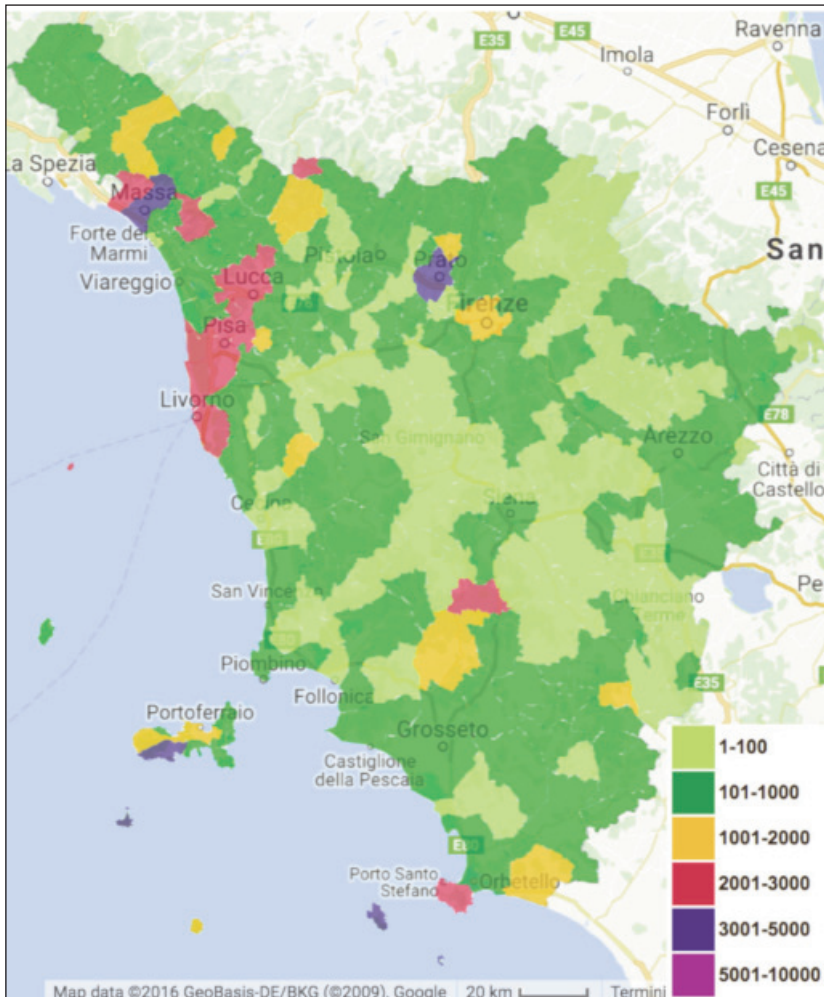 E35
E45
Ravenna
Imola
Forlì
Cesena
La Spezia
E45
Massa
Forte dei
Marmi
Pistoia
Prato
San
Viareggio
Lucca
Firenze
Pisa
Livorno
E78
San Gimignano
Arezzo
Città di
Castello
Cecina
Siena
E80
San Vincenzo
Chianciano
Terme
Pe
Piombino
Follonica
E35
Portoferraio
Grosseto
Castiglione
della Pescaia
1-100
101-1000
1001-2000
E80
2001-3000
Porto Santo
Stefano
Orbetello
3001-5000
5001-10000
Map data ©2016 GeoBasis-DE/BKG (©2009), Google
20 km
Termini